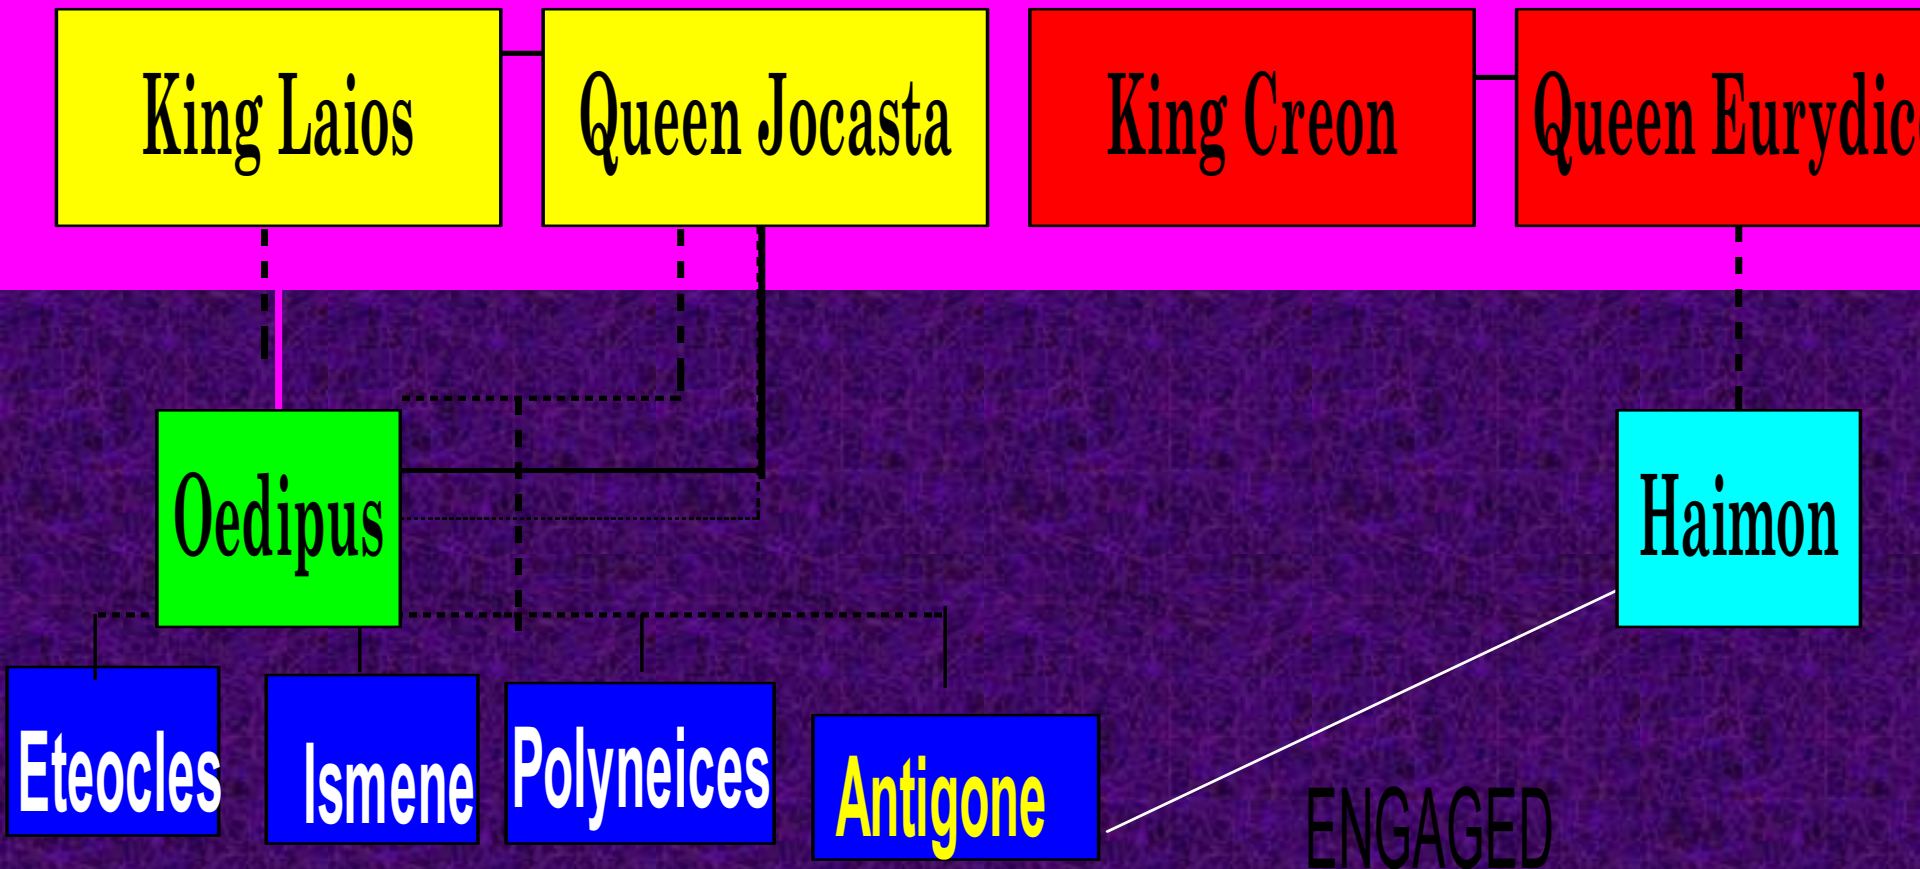 King Laios
Queen Jocasta
King Creon
Queen Eurydic
Oedipus
Haimon
Eteocles
Ismene
Polyneices
Antigone
ENGAGED